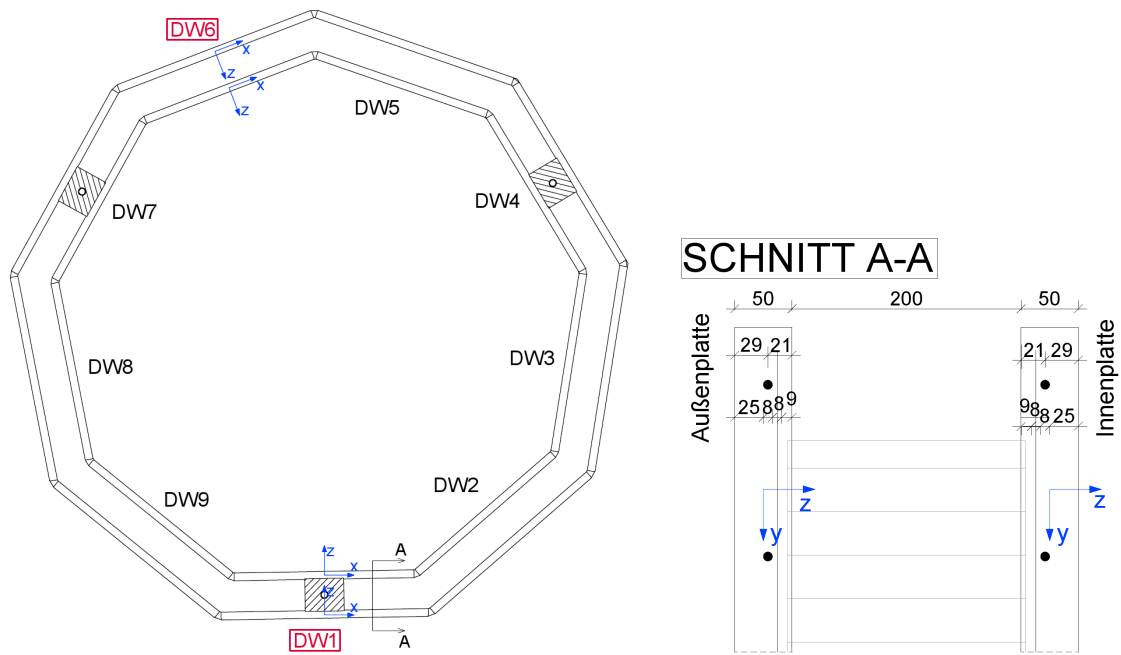 DW6
x
z
x
z
DW5
DW4
DW7
DW3
DW8
DW2
DW9
A
z
x
z
x
DW1
A
SCHNITT A-A
50
200
50
Außenplatte
29
21
21
29
Innenplatte
25
8
8
9
9
8
8
25
z
y
z
y